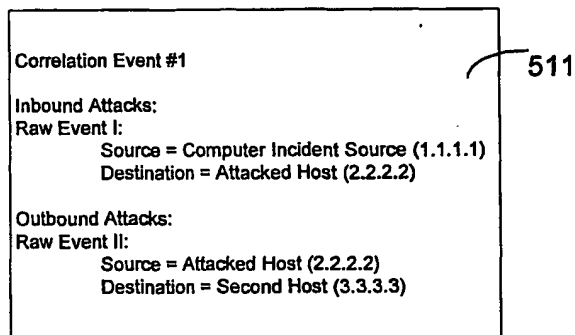 Correlation Event #1
511
Inbound Attacks:
Raw Event I:
Source = Computer Incident Source (1.1.1.1)
Destination = Attacked Host (2.2.2.2)
Outbound Attacks:
Raw Event II:
Source = Attacked Host (2.2.2.2)
Destination = Second Host (3.3.3.3)